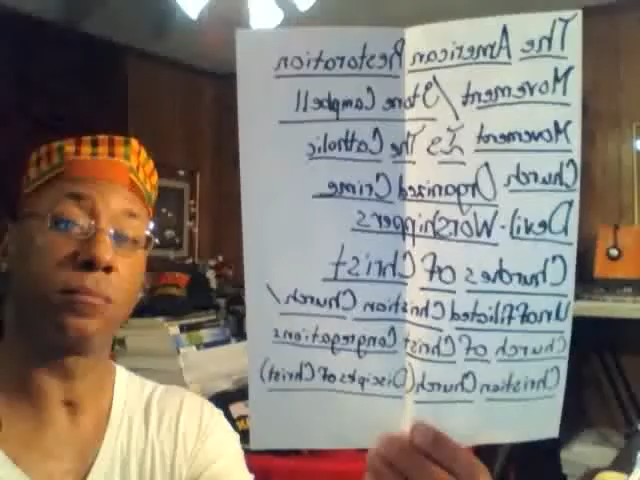 The American Restoration
Movement \ Stone Campbell
Movement Is The Catholic
Church Organized Crime
Devil-Worshippers
Churches of Christ
Unaffiliated Christian Church /
Church of Christ Congregations
Christian Church (Disciples of Christ)